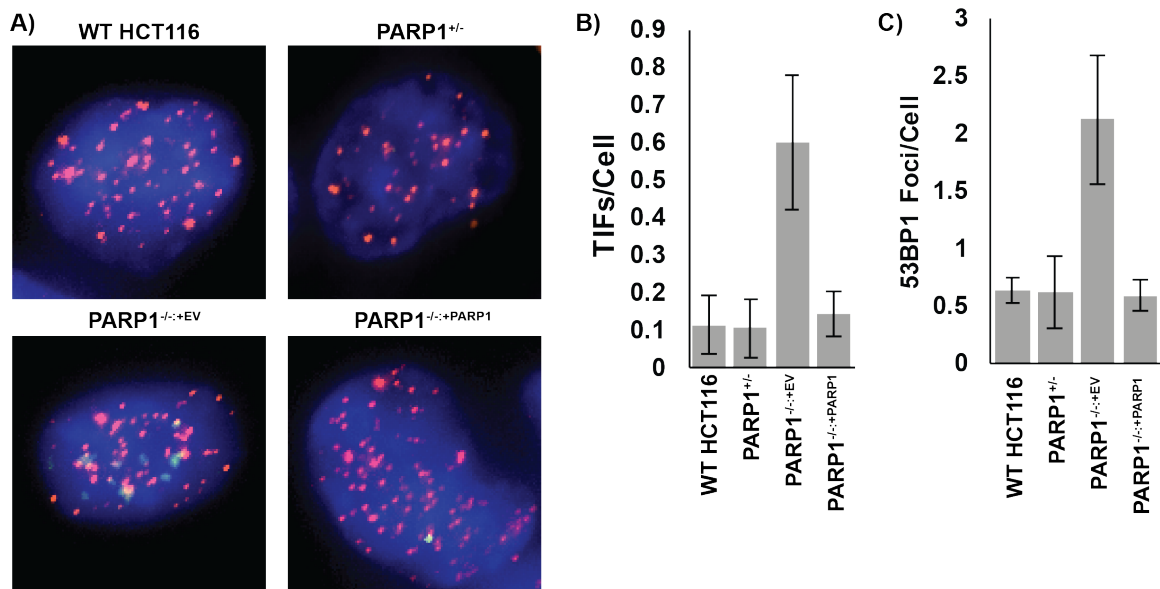 A)
WT HCT116
PARP1+/-
PARP1-/-:+EV
PARP1-/-:+PARP1
B)
TIFs/Cell
0.9
0.8
0.7
0.6
0.5
0.4
0.3
0.2
0.1
0
WT HCT116
PARP1+/-
PARP1-/-:+EV
PARP1-/-:+PARP1
C)
53BP1 Foci/Cell
3
2.5
2
1.5
1
0.5
0
WT HCT116
PARP1+/-
PARP1-/-:+EV
PARP1-/-:+PARP1